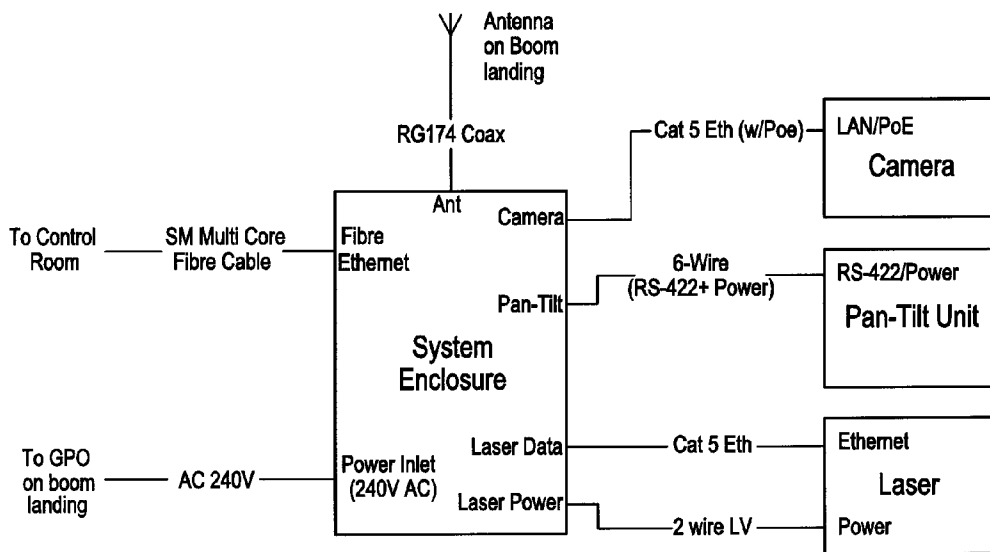 Antenna
on Boom
landing
RG174 Coax
Cat 5 Eth (w/Poe)
LAN/PoE
Camera
Ant
Camera
To Control
Room
SM Multi Core
Fibre Cable
Fibre
Ethernet
6-Wire
(RS-422+ Power)
RS-422/Power
Pan-Tilt Unit
Pan-Tilt
System
Enclosure
Laser Data
Cat 5 Eth
Ethernet
Laser
To GPO
on boom
landing
AC 240V
Power Inlet
(240V AC)
Laser Power
2 wire LV
Power